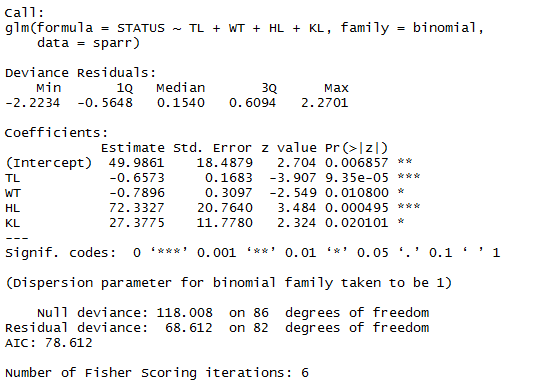 Call:
glm(formula = STATUS ~ TL + WT + HL + KL, family = binomial,
    data = sparr)

Deviance Residuals:
    Min       1Q   Median       3Q      Max
-2.2234  -0.5648   0.1540   0.6094   2.2701

Coefficients:
            Estimate Std. Error z value Pr(>|z|)
(Intercept)  49.9861    18.4879   2.704 0.006857 **
TL           -0.6573     0.1683  -3.907 9.35e-05 ***
WT           -0.7896     0.3097  -2.549 0.010800 *
HL           72.3327    20.7640   3.484 0.000495 ***
KL           27.3775    11.7780   2.324 0.020101 *
---
Signif. codes:  0 ‘***’ 0.001 ‘**’ 0.01 ‘*’ 0.05 ‘.’ 0.1 ‘ ’ 1

(Dispersion parameter for binomial family taken to be 1)

    Null deviance: 118.008  on 86  degrees of freedom
Residual deviance:  68.612  on 82  degrees of freedom
AIC: 78.612

Number of Fisher Scoring iterations: 6